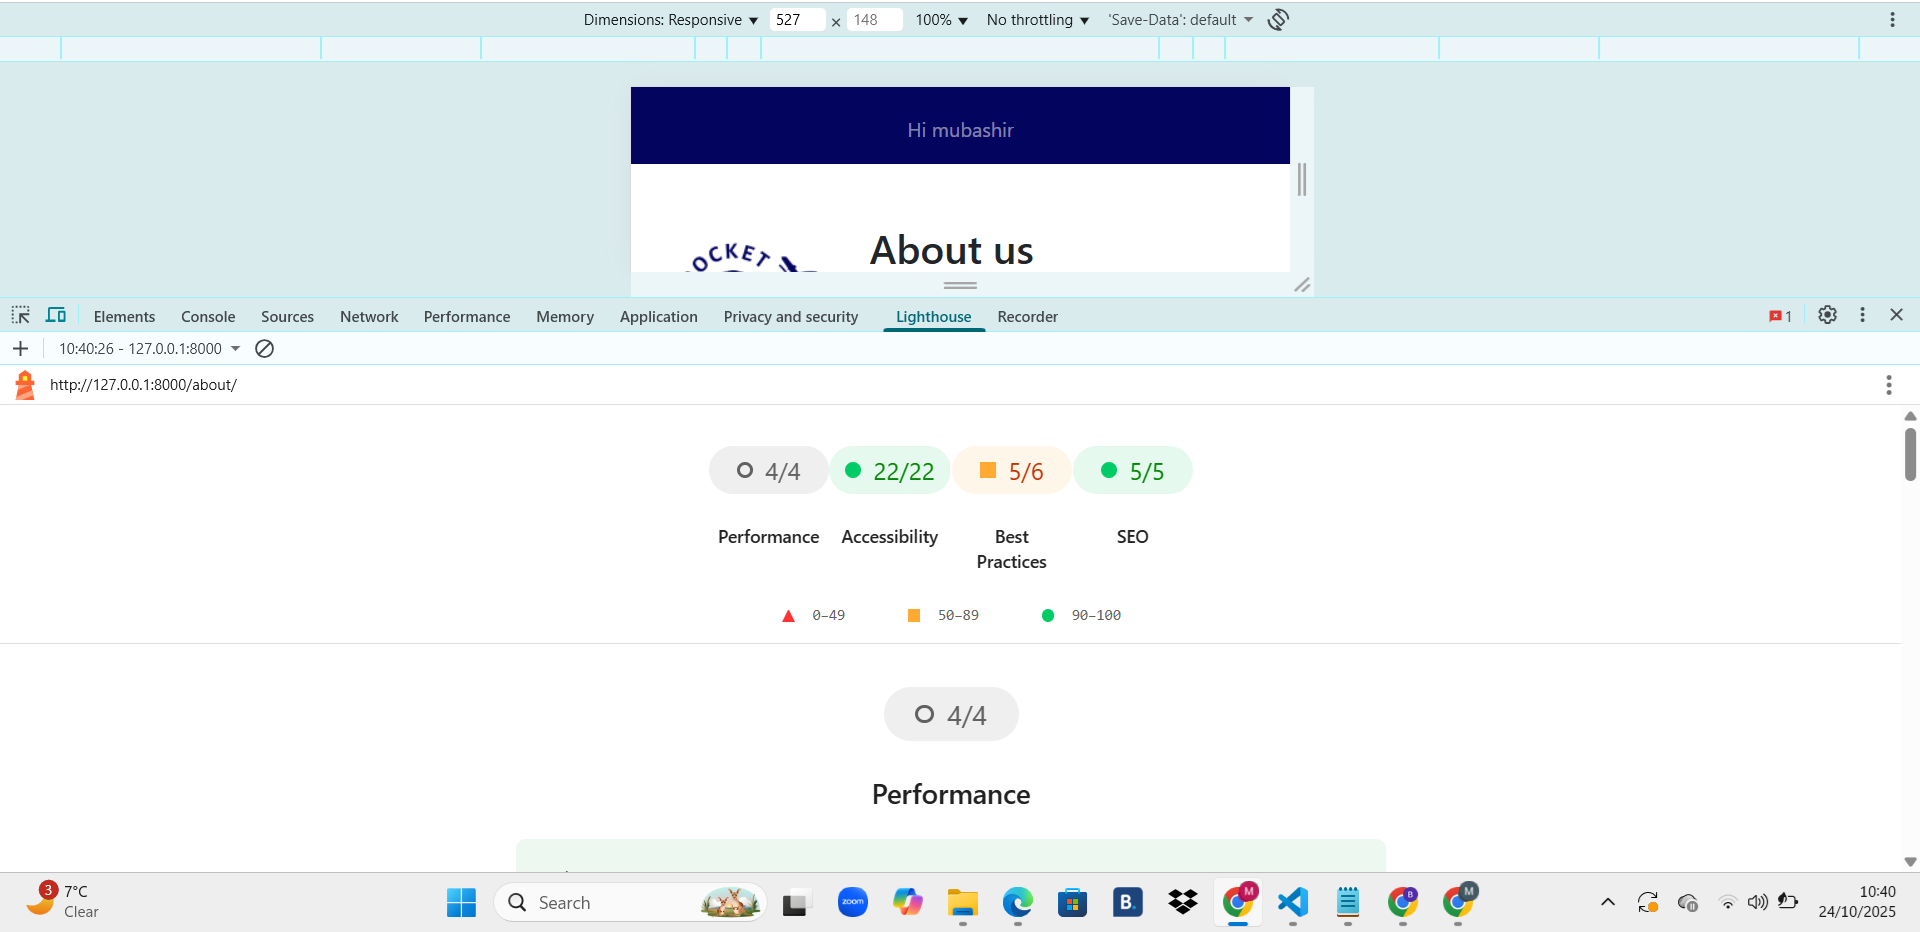 Dimensions: Responsive 527 × 148 100% No throttling 'Save-Data': default
Hi mubashir
OCKET
About us
Elements Console Sources Network Performance Memory Application Privacy and security Lighthouse Recorder 1
10:40:26 - 127.0.0.1:8000
http://127.0.0.1:8000/about/
4/4 22/22 5/6 5/5
Performance Accessibility Best Practices SEO
0–49 50–89 90–100
4/4
Performance
3 7°C
Clear
Search
zoom
B.
M
B
M
10:40
24/10/2025